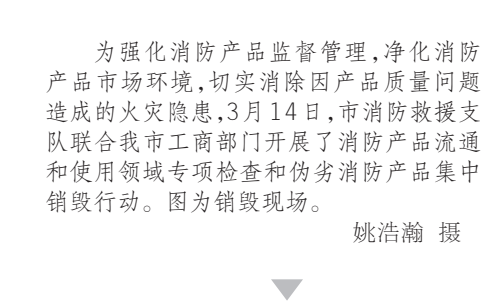 为强化消防产品监督管理,净化消防
产品市场环境,切实消除因产品质量问题
造成的火灾隐患,3月14日,市消防救援支
队联合我市工商部门开展了消防产品流通
和使用领域专项检查和伪劣消防产品集中
销毁行动。图为销毁现场。
姚浩瀚 摄